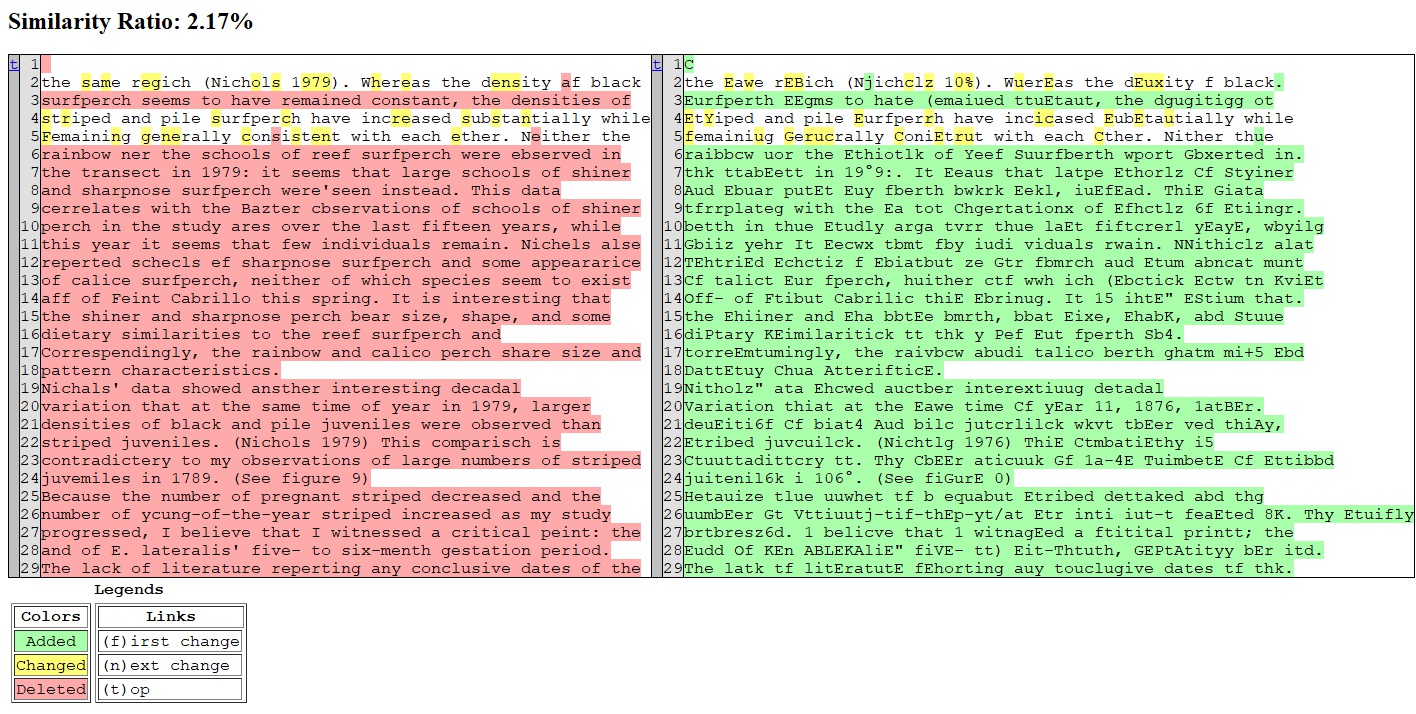 Similarity Ratio: 2.17%
t 1 t 1 C
2 the same regich (Nichols 1979). Whereas the density af black 2 the Eawe rEBich (Njichclz 10%). WuerEas the dEuxity f black.
3 surfperch seems to have remained constant, the densities of 3 Eurfperth EEgms to hate (emaiued ttuEtaut, the dgugitigg ot
4 striped and pile surfperch have increased substantially while 4 EtYiped and pile Eurfperrh have incicased EubEtautially while
5 Femaining generally consistent with each ether. Neither the 5 femainiug Gerucrally ConiEtrut with each Cther. Nither thue
6 rainbow ner the schools of reef surfperch were ebserved in 6 raibbcw uor the Ethiotlk of Yeef Suurfberth wport Gbxerted in.
7 the transect in 1979: it seems that large schools of shiner 7 thk ttabEett in 19°9:. It Eeaus that latpe Ethorlz Cf Styiner
8 and sharpnose surfperch were'seen instead. This data 8 Aud Ebuar putEt Euy fberth bwkrk Eekl, iuEfEad. ThiE Giata
9 cerrelates with the Bazter cbservations of schools of shiner 9 tfrrplateg with the Ea tot Chgertationx of Efhctlz 6f Etiingr.
10 perch in the study ares over the last fifteen years, while 10 betth in thue Etudly arga tvrr thue laEt fiftcrerl yEayE, wbyilg
11 this year it seems that few individuals remain. Nichels alse 11 Gbiiz yehr It Eecwx tbmt fby iudi viduals rwain. NNithiclz alat
12 reperted schecls ef sharpnose surfperch and some appeararice 12 TEhtriEd Echctiz f Ebiatbut ze Gtr fbmrch aud Etum abncat munt
13 of calice surfperch, neither of which species seem to exist 13 Cf talict Eur fperch, huither ctf wwh ich (Ebctick Ectw tn KviEt
14 aff of Feint Cabrillo this spring. It is interesting that 14 Off- of Ftibut Cabrilic thiE Ebrinug. It 15 ihtE" EStium that.
15 the shiner and sharpnose perch bear size, shape, and some 15 the Ehiiner and Eha bbtEe bmrth, bbat Eixe, EhabK, abd Stuue
16 dietary similarities to the reef surfperch and 16 diPtary KEimilaritick tt thk y Pef Eut fperth Sb4.
17 Correspendingly, the rainbow and calico perch share size and 17 torreEmtumingly, the raivbcw abudi talico berth ghatm mi+5 Ebd
18 pattern characteristics. 18 DattEtuy Chua AtterifticE.
19 Nichals' data showed ansther interesting decadal 19 Nitholz" ata Ehcwed auctber interextiuug detadal
20 variation that at the same time of year in 1979, larger 20 Variation thiat at the Eawe time Cf yEar 11, 1876, 1atBEr.
21 densities of black and pile juveniles were observed than 21 deuEiti6f Cf biat4 Aud bilc jutcrlilck wkvt tbEer ved thiAy,
22 striped juveniles. (Nichols 1979) This comparisch is 22 Etribed juvcuilck. (Nichtlg 1976) ThiE CtmbatiEthy i5
23 contradictery to my observations of large numbers of striped 23 Ctuuttadittcry tt. Thy CbEEr aticuuk Gf 1a-4E TuimbetE Cf Ettibbd
24 juvemiles in 1789. (See figure 9) 24 juitenil6k i 106°. (See fiGurE 0)
25 Because the number of pregnant striped decreased and the 25 Hetauize tlue uuwhet tf b equabut Etribed dettaked abd thg
26 number of ycung-of-the-year striped increased as my study 26 uumbEer Gt Vttiuutj-tif-thEp-yt/at Etr inti iut-t feaEted 8K. Thy Etuifly
27 progressed, I believe that I witnessed a critical peint: the 27 brtbresz6d. 1 belicve that 1 witnagEed a ftitital printt; the
28 and of E. lateralis' five- to six-month gestation period. 28 Eudd Of KEn ABLEKAliE" fiVE- tt) Eit-Thtuth, GEPtAtityy bEr itd.
29 The lack of literature reperting any conclusive dates of the 29 The latk tf litEratutE fEhorting auy touclugive dates tf thk.
Legends
Colors Links
Added (f)irst change
Changed (n)ext change
Deleted (t)op